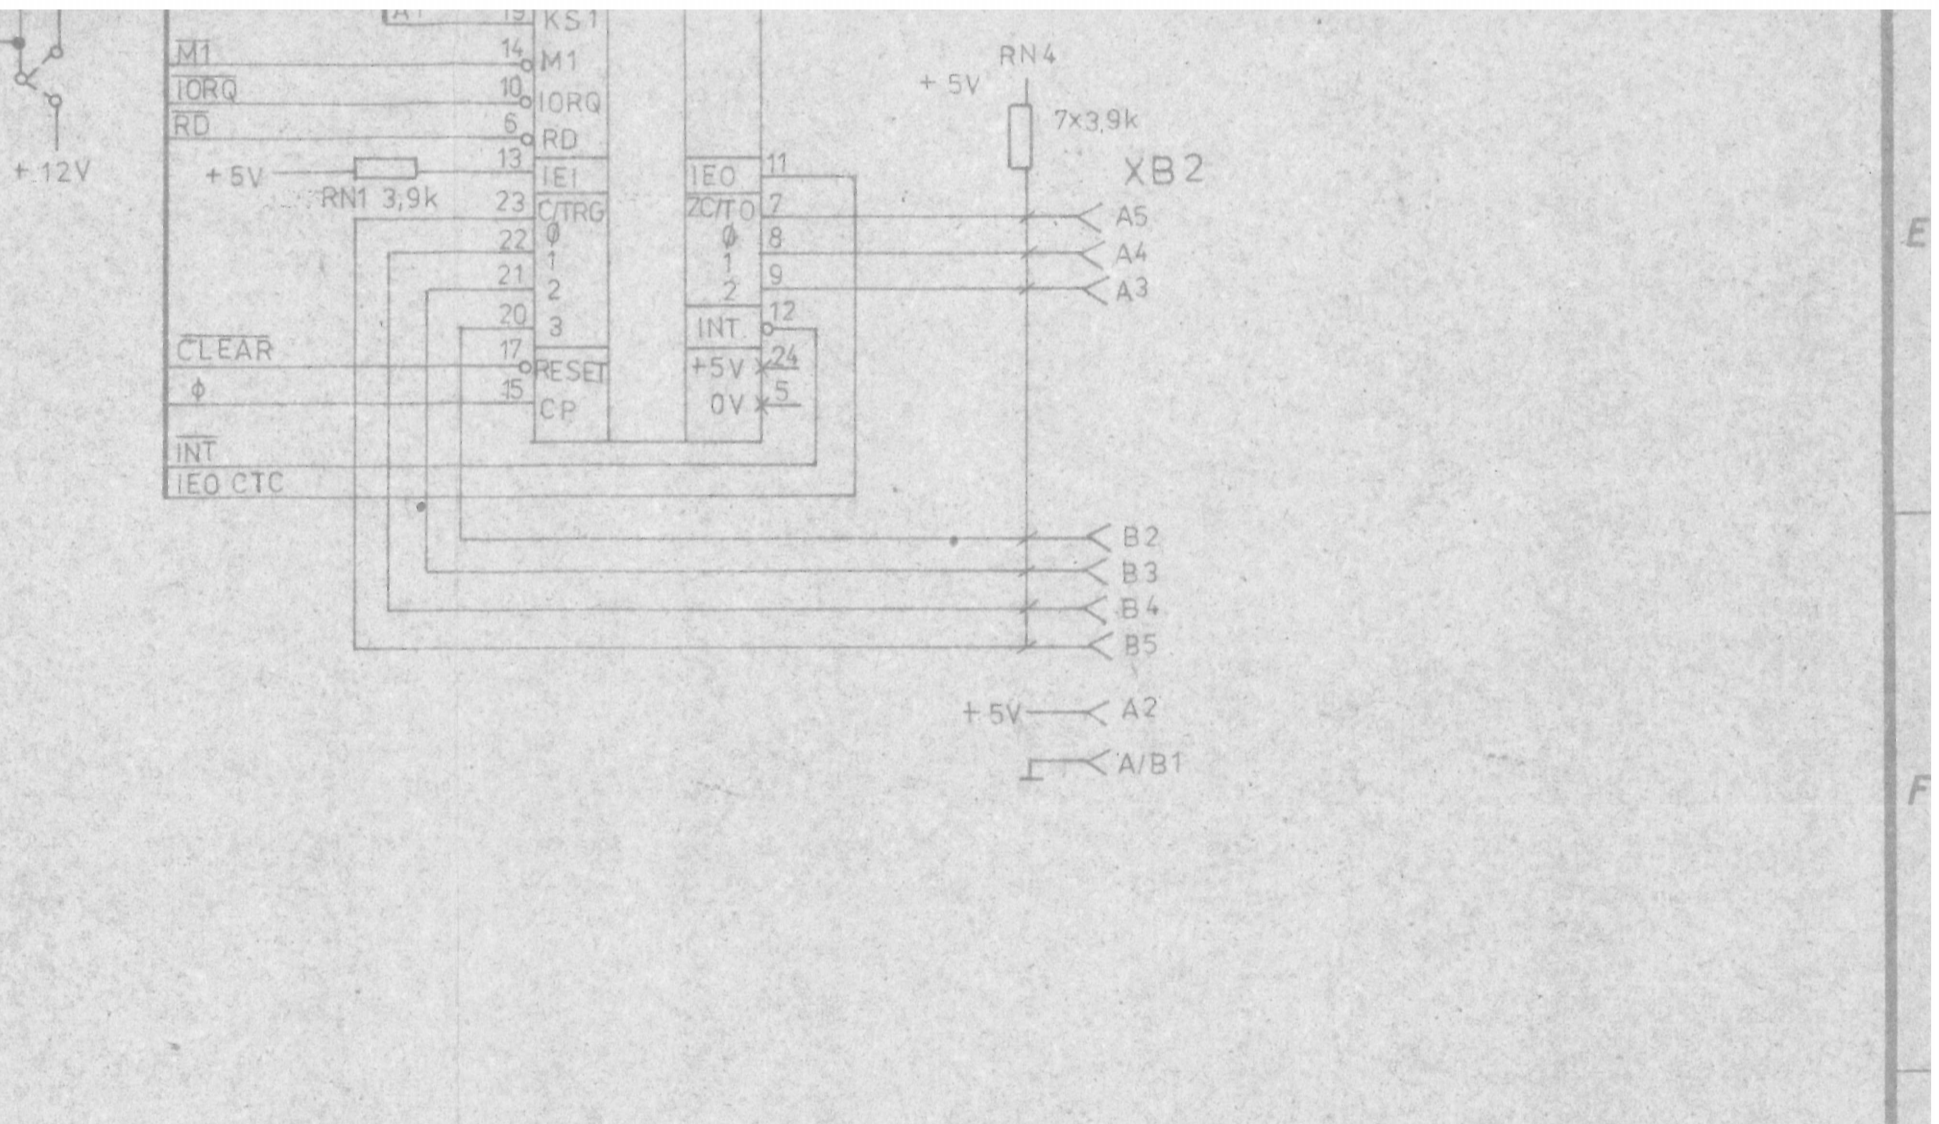 A1 19 KS1
M1 14 M1
IORQ 10 IORQ
RD 6 RD
+ 12V
+ 5V 13 IEI
RN1 3,9k
23 C/TRG
Ø
22 1
21 2
20 3
CLEAR 17 RESET
ϕ 15 CP
INT
IEO CTC
IEO 11
ZC/TO 7
Ø 8
1 9
2
INT 12
+5V 24
0V 5
RN4
+ 5V
7x3,9k
XB2
A5
A4
A3
B2
B3
B4
B5
+ 5V A2
A/B1
E
F